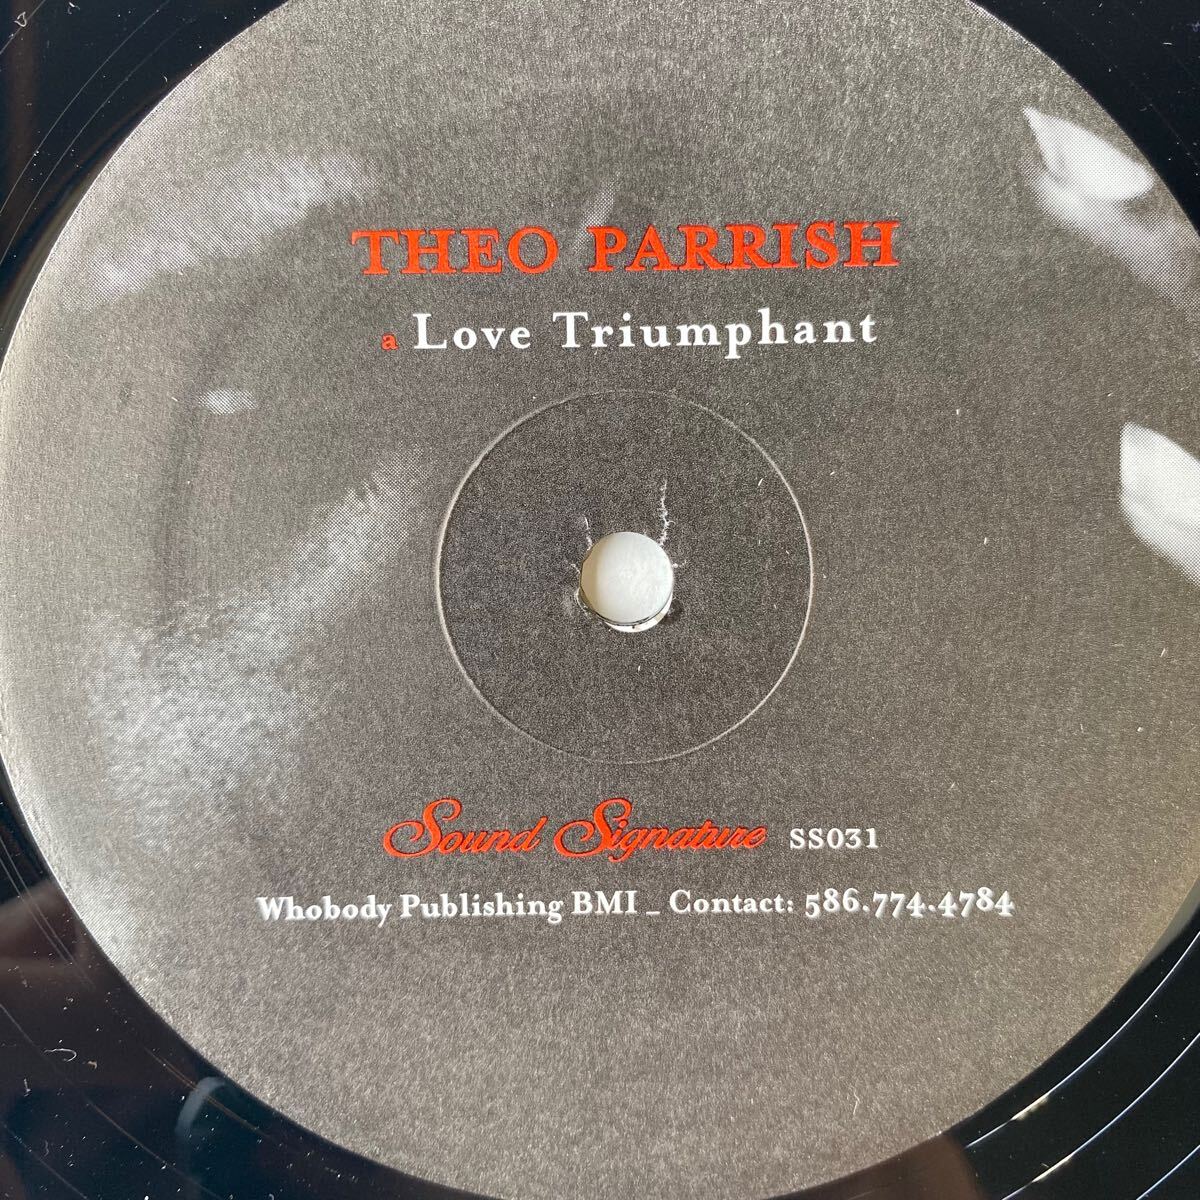 THEO PARRISH
a Love Triumphant
Sound Signature SS031
Whobody Publishing BMI _ Contact: 586.774.4784